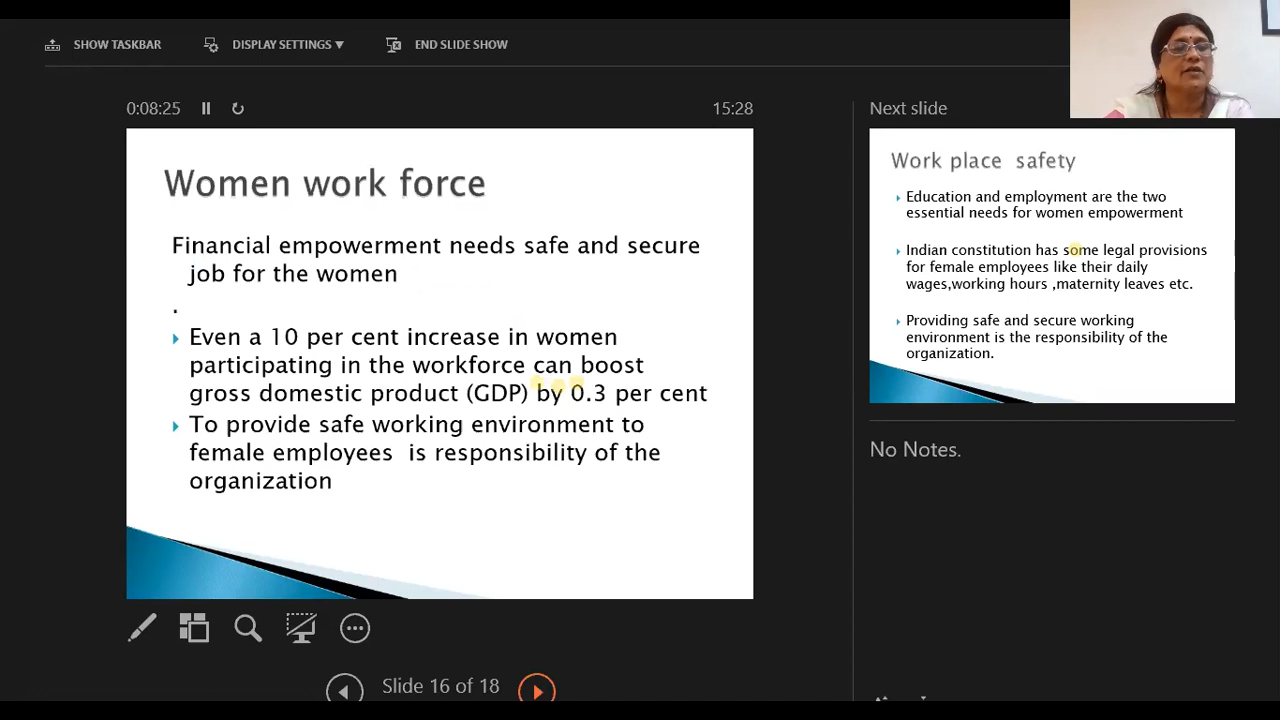 SHOW TASKBAR
DISPLAY SETTINGS ▼
END SLIDE SHOW
0:08:25
15:28
Women work force
Financial empowerment needs safe and secure
job for the women
.
Even a 10 per cent increase in women
participating in the workforce can boost
gross domestic product (GDP) by 0.3 per cent
To provide safe working environment to
female employees  is responsibility of the
organization
Slide 16 of 18
Next slide
Work place  safety
Education and employment are the two
essential needs for women empowerment
Indian constitution has some legal provisions
for female employees like their daily
wages,working hours ,maternity leaves etc.
Providing safe and secure working
environment is the responsibility of the
organization.
No Notes.